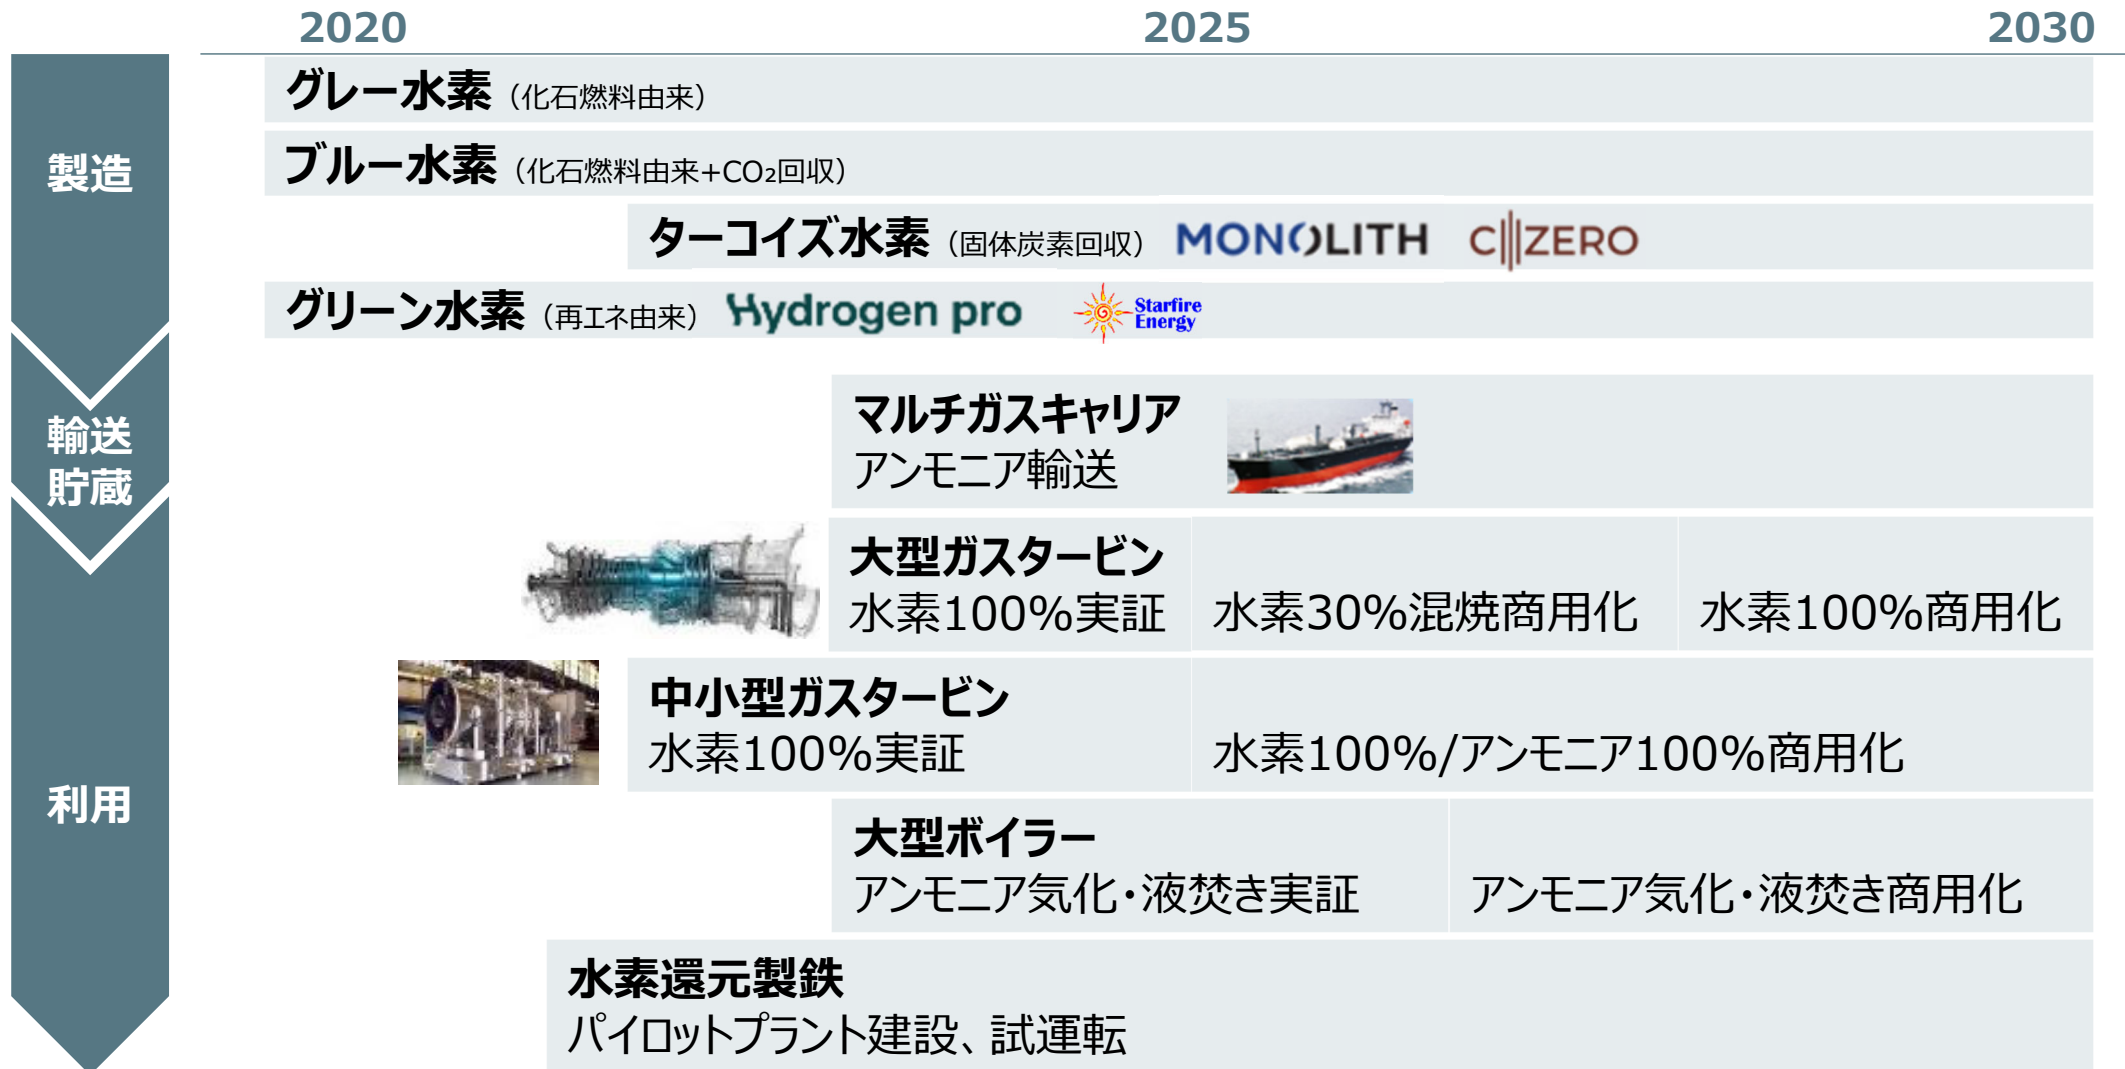 2020 2025 2030
製造
グレー水素（化石燃料由来）
ブルー水素（化石燃料由来+CO₂回収）
ターコイズ水素（固体炭素回収） MONOLITH C|||ZERO
グリーン水素（再エネ由来） Hydrogen pro Starfire Energy
輸送
貯蔵
マルチガスキャリア
アンモニア輸送
利用
大型ガスタービン
水素100%実証 水素30%混焼商用化 水素100%商用化
中小型ガスタービン
水素100%実証 水素100%/アンモニア100%商用化
大型ボイラー
アンモニア気化・液焚き実証 アンモニア気化・液焚き商用化
水素還元製鉄
パイロットプラント建設、試運転